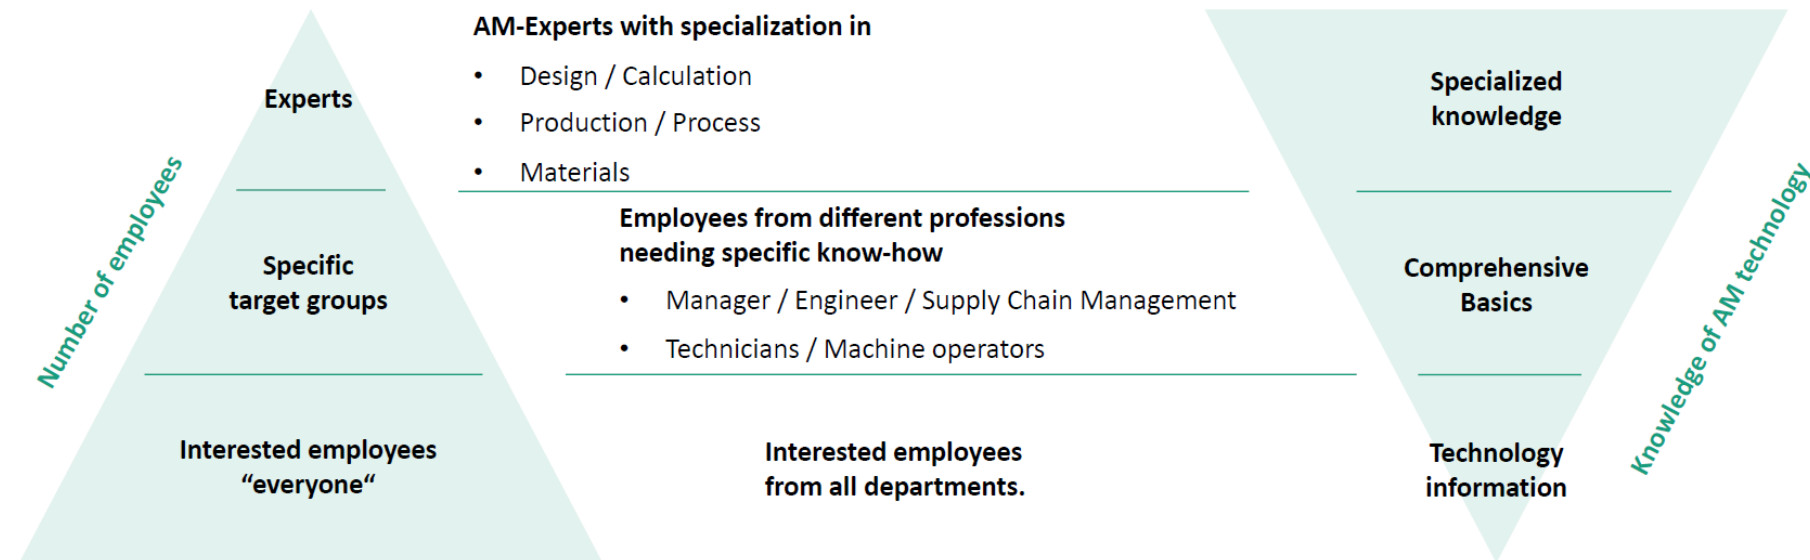 AM-Experts with specialization in
• Design / Calculation
• Production / Process
• Materials
Experts
Specialized
knowledge
Number of employees
Knowledge of AM technology
Employees from different professions
needing specific know-how
• Manager / Engineer / Supply Chain Management
• Technicians / Machine operators
Specific
target groups
Comprehensive
Basics
Interested employees
“everyone“
Interested employees
from all departments.
Technology
information